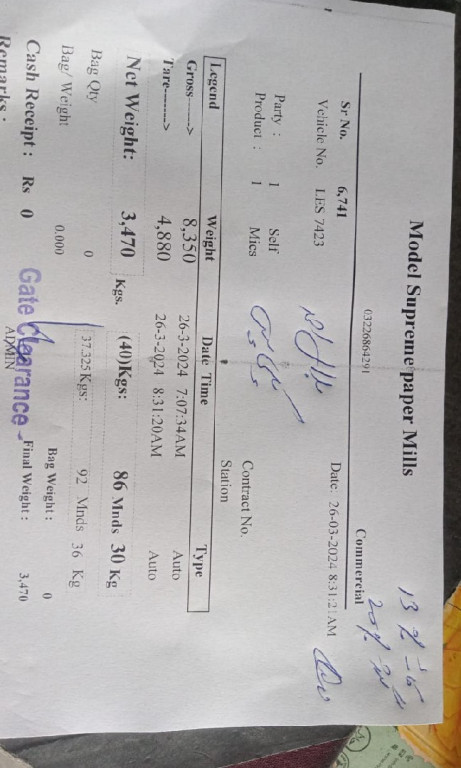 Model Supreme paper Mills
03226864291
Commercial
Sr No. 6,741 Date: 26-03-2024 8:31:21AM
Vehicle No. LES 7423
Party : 1 Self
Product : 1 Mics
Contract No.
Station
Legend Weight Date Time Type
Gross-----> 8,350 26-3-2024 7:07:34AM Auto
Tare-----> 4,880 26-3-2024 8:31:20AM Auto
Net Weight: 3,470 Kgs. (40)Kgs: 86 Mnds 30 Kg
Bag Qty 0 37.325Kgs: 92 Mnds 36 Kg
Bag/Weight 0.000 Bag Weight : 0
Cash Receipt : Rs 0 Final Weight : 3,470
Gate Clearance
ADMIN
Remarks :